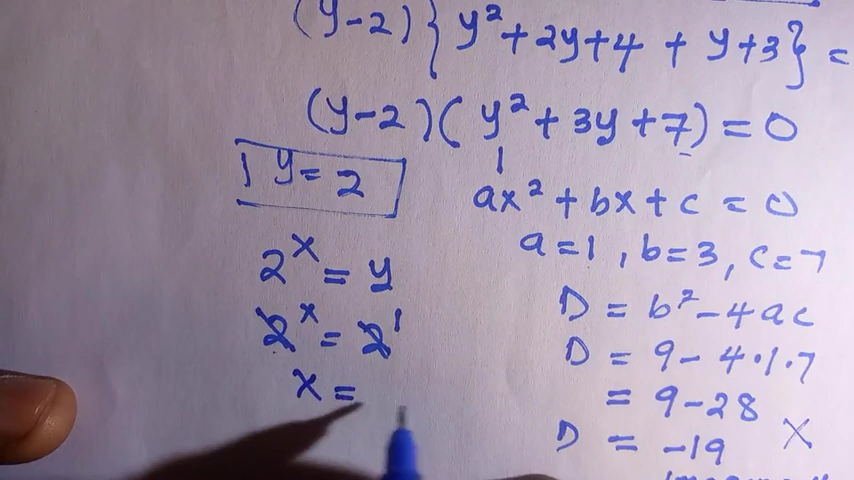 (y-2){y²+2y+4 + y+3} =
(y-2)(y²+3y+7)=0
y=2
ax²+bx+c=0
a=1, b=3, c=7
2ˣ = y
D = b²-4ac
2ˣ = 2¹
D = 9-4·1·7
x =
= 9-28
D = -19 X